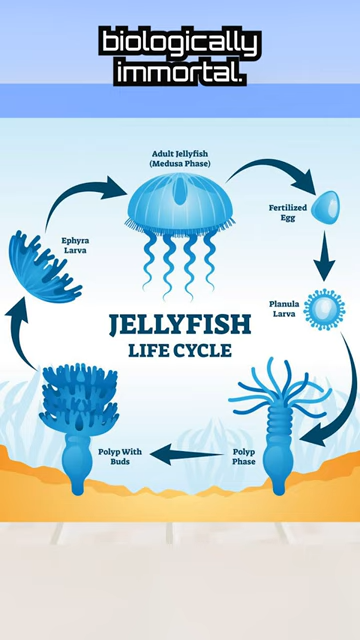 biologically
immortal.
Adult Jellyfish
(Medusa Phase)
Fertilized
Egg
Planula
Larva
Polyp
Phase
Polyp With
Buds
Ephyra
Larva
JELLYFISH
LIFE CYCLE